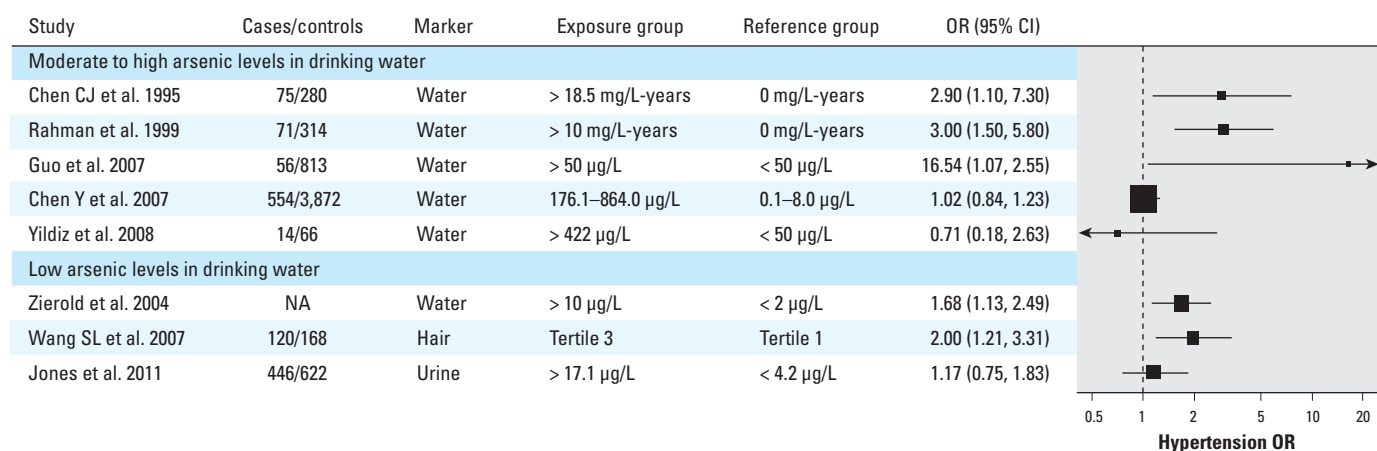 Study Cases/controls Marker Exposure group Reference group OR (95% CI)
Moderate to high arsenic levels in drinking water
Chen CJ et al. 1995 75/280 Water > 18.5 mg/L-years 0 mg/L-years 2.90 (1.10, 7.30)
Rahman et al. 1999 71/314 Water > 10 mg/L-years 0 mg/L-years 3.00 (1.50, 5.80)
Guo et al. 2007 56/813 Water > 50 µg/L < 50 µg/L 16.54 (1.07, 2.55)
Chen Y et al. 2007 554/3,872 Water 176.1–864.0 µg/L 0.1–8.0 µg/L 1.02 (0.84, 1.23)
Yildiz et al. 2008 14/66 Water > 422 µg/L < 50 µg/L 0.71 (0.18, 2.63)
Low arsenic levels in drinking water
Zierold et al. 2004 NA Water > 10 µg/L < 2 µg/L 1.68 (1.13, 2.49)
Wang SL et al. 2007 120/168 Hair Tertile 3 Tertile 1 2.00 (1.21, 3.31)
Jones et al. 2011 446/622 Urine > 17.1 µg/L < 4.2 µg/L 1.17 (0.75, 1.83)
0.5 1 2 5 10 20
Hypertension OR